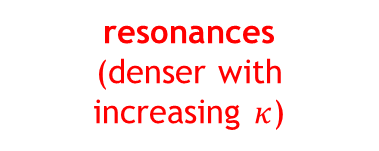 resonances
(denser with
increasing κ)